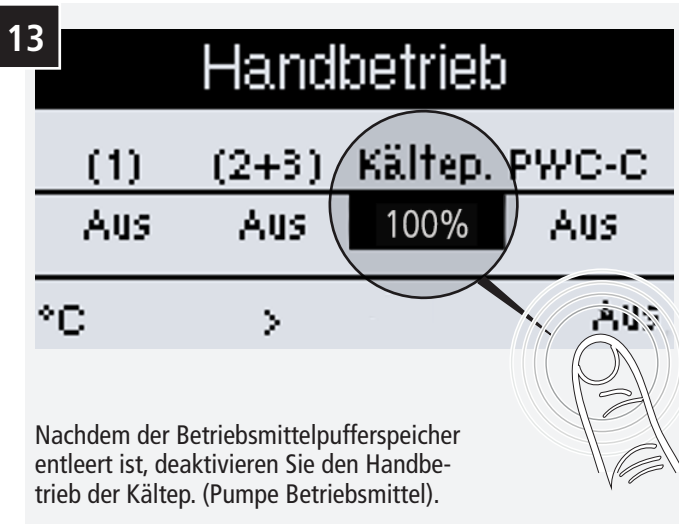 13
Handbetrieb
(1) (2+3) Kältep. PWC-C
Aus Aus 100% Aus
°C > Aus
Nachdem der Betriebsmittelpufferspeicher
entleert ist, deaktivieren Sie den Handbe-
trieb der Kältep. (Pumpe Betriebsmittel).